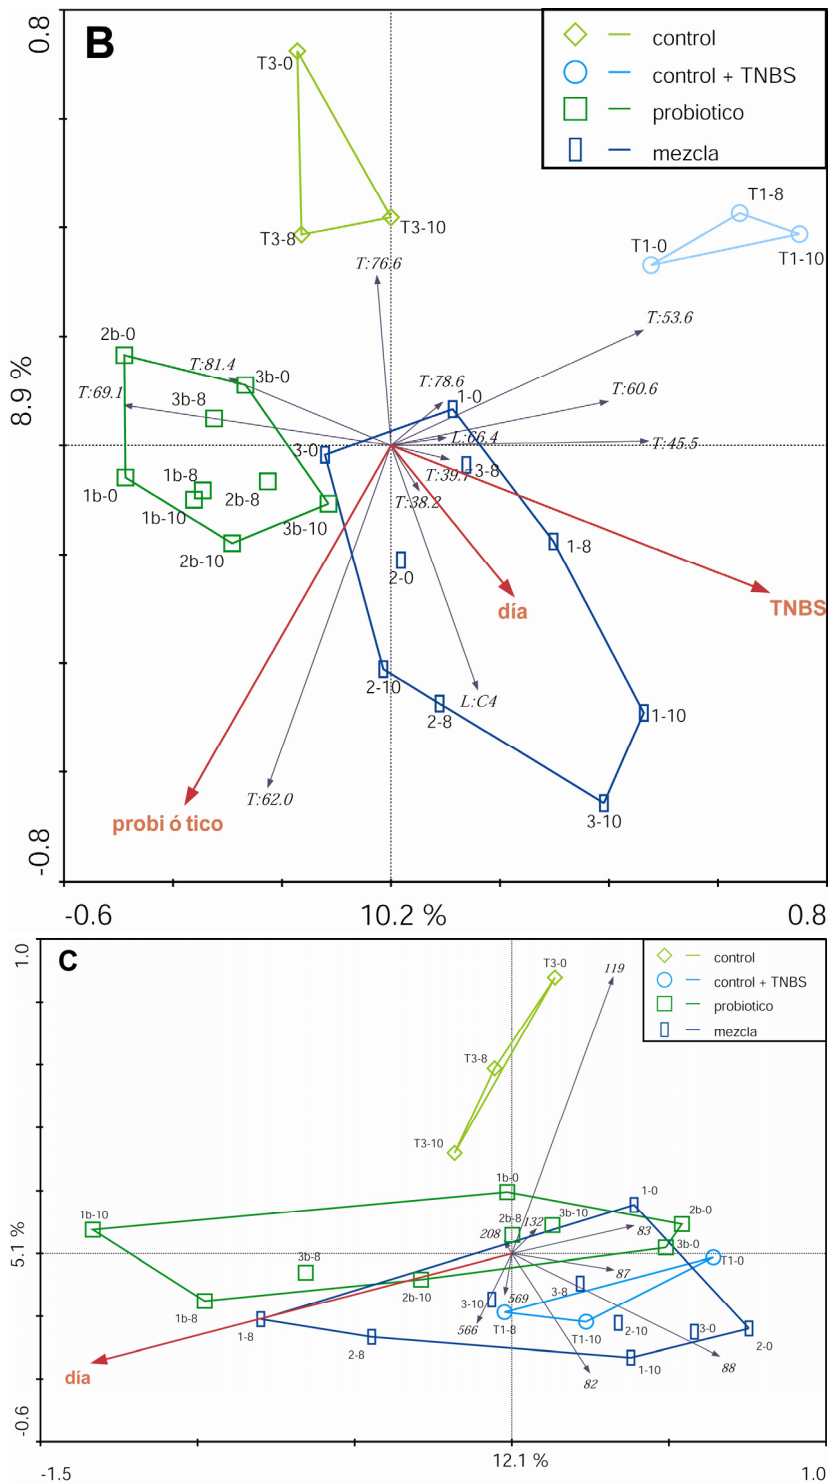 B
0.8
8.9 %
-0.8
control
control + TNBS
probiotico
mezcla
T3-0
T3-8
T3-10
T1-8
T1-0
T1-10
T:76.6
T:53.6
2b-0
T:81.4
3b-0
T:69.1
3b-8
T:78.6
1-0
T:60.6
L:66.4
T:45.5
3-0
T:39.7
3-8
1b-8
1b-0
2b-8
T:38.2
1b-10
3b-10
2b-10
1-8
2-0
día
TNBS
2-10
L:C4
2-8
1-10
T:62.0
probi ó tico
3-10
-0.6
10.2 %
0.8
C
1.0
5.1 %
-0.6
control
control + TNBS
probiotico
mezcla
T3-0
119
T3-8
T3-10
1b-0
1-0
1b-10
2b-8
132
3b-10
2b-0
208
83
3b-0
3b-8
87
T1-0
2b-10
3-8
1b-8
3-10
569
1-8
566
T1-8
T1-10
2-10
3-0
2-0
2-8
1-10
88
82
día
-1.5
12.1 %
1.0